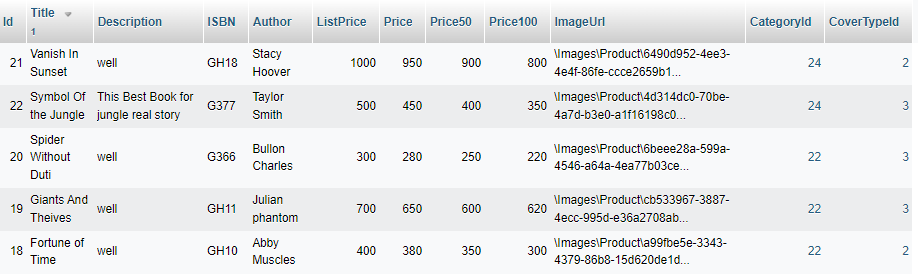 Id Title 1 Description ISBN Author ListPrice Price Price50 Price100 ImageUrl CategoryId CoverTypeId
21 Vanish In Sunset well GH18 Stacy Hoover 1000 950 900 800 \Images\Product\6490d952-4ee3-4e4f-86fe-ccce2659b1... 24 2
22 Symbol Of the Jungle This Best Book for jungle real story G377 Taylor Smith 500 450 400 350 \Images\Product\4d314dc0-70be-4a7d-b3e0-a1f16198c0... 24 3
20 Spider Without Duti well G366 Bullon Charles 300 280 250 220 \Images\Product\6beee28a-599a-4546-a64a-4ea77b03ce... 22 3
19 Giants And Theives well GH11 Julian phantom 700 650 600 620 \Images\Product\cb533967-3887-4ecc-995d-e36a2708ab... 22 3
18 Fortune of Time well GH10 Abby Muscles 400 380 350 300 \Images\Product\a99fbe5e-3343-4379-86b8-15d620de1d... 22 2